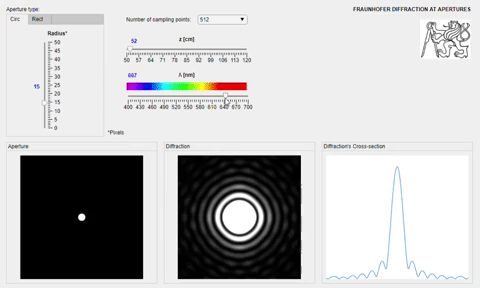 Aperture type:
FRAUNHOFER DIFFRACTION AT APERTURES
Circ Rect
Number of sampling points: 512
Radius*
50
45
40
35
30
25
20
15
10
5
0
15
z [cm]
52
50 57 64 71 78 85 92 99 106 113 120
Λ [nm]
607
400 430 460 490 520 550 580 610 640 670 700
*Pixels
Aperture
Diffraction
Diffraction's Cross-section